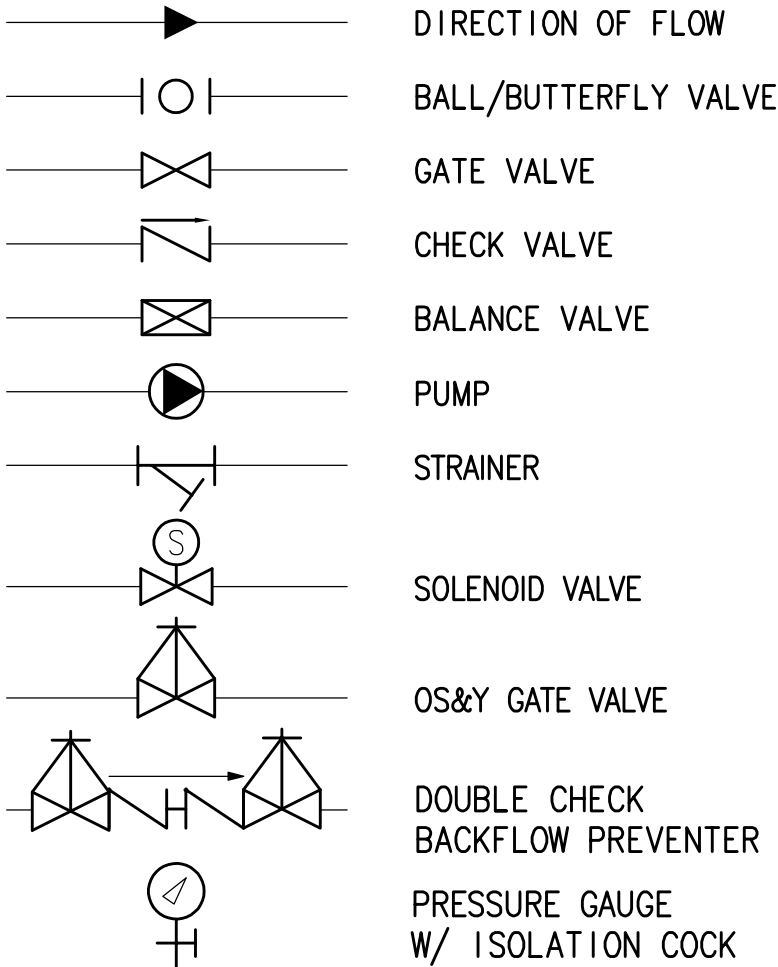 DIRECTION OF FLOW
BALL/BUTTERFLY VALVE
GATE VALVE
CHECK VALVE
BALANCE VALVE
PUMP
STRAINER
S
SOLENOID VALVE
OS&Y GATE VALVE
DOUBLE CHECK
BACKFLOW PREVENTER
PRESSURE GAUGE
W/ ISOLATION COCK